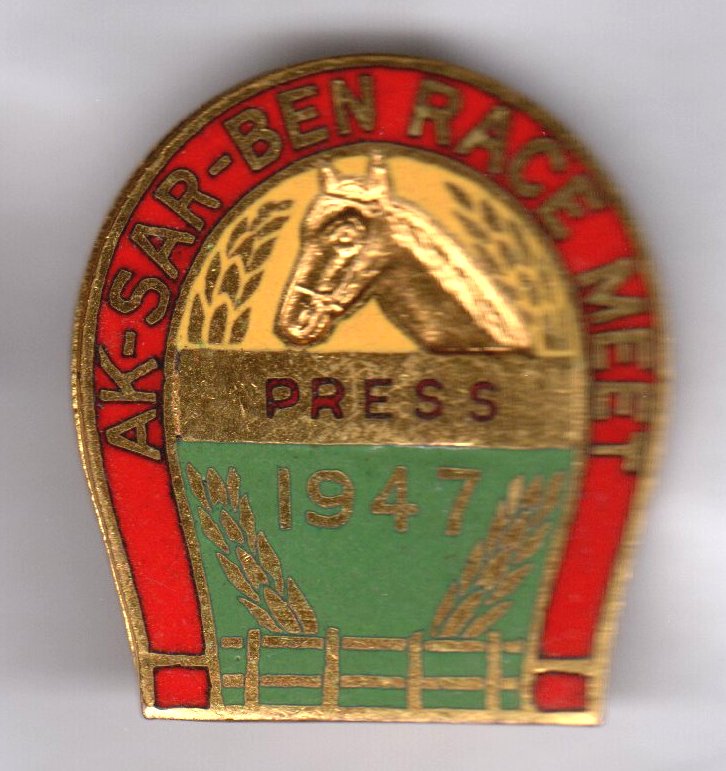 AK-SAR-BEN RACE MEET
PRESS
1947